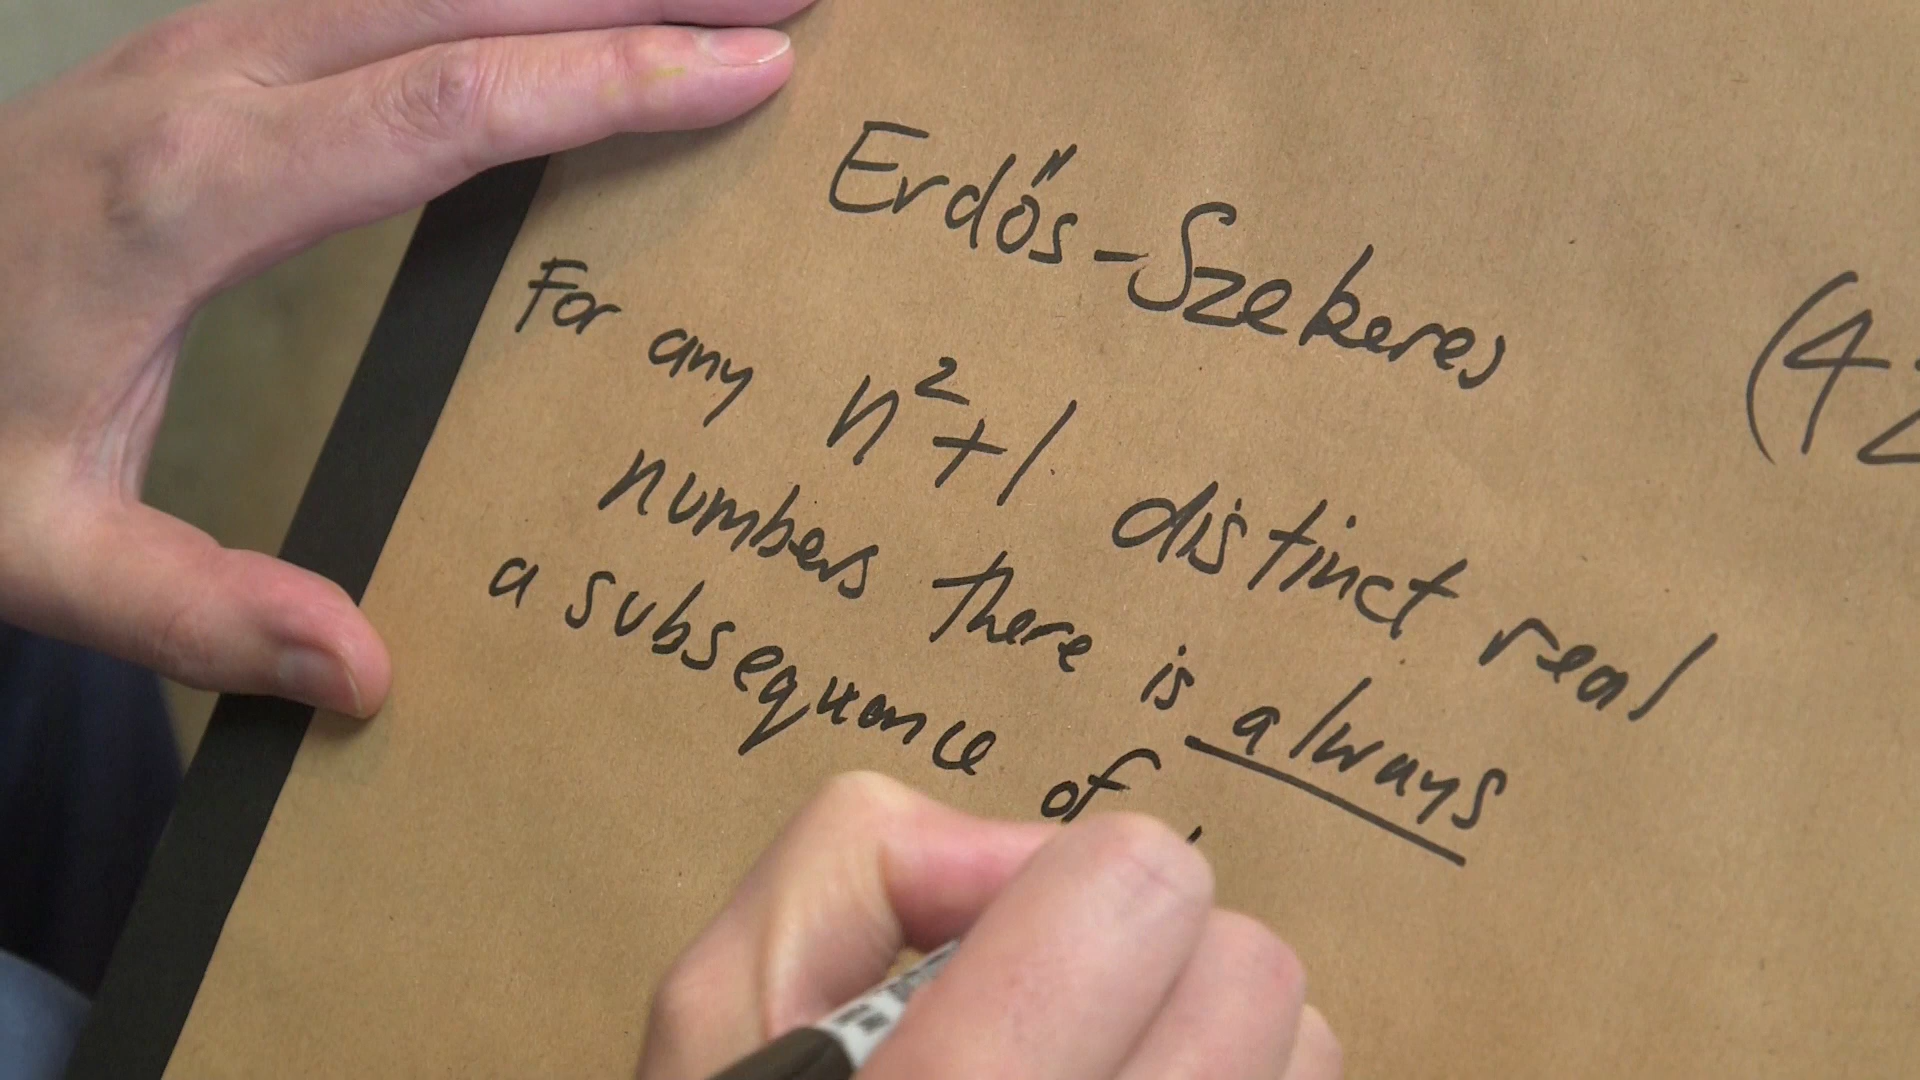 Erdős-Szekeres
(4
For any n²+1 distinct real
numbers there is always
a subsequence of